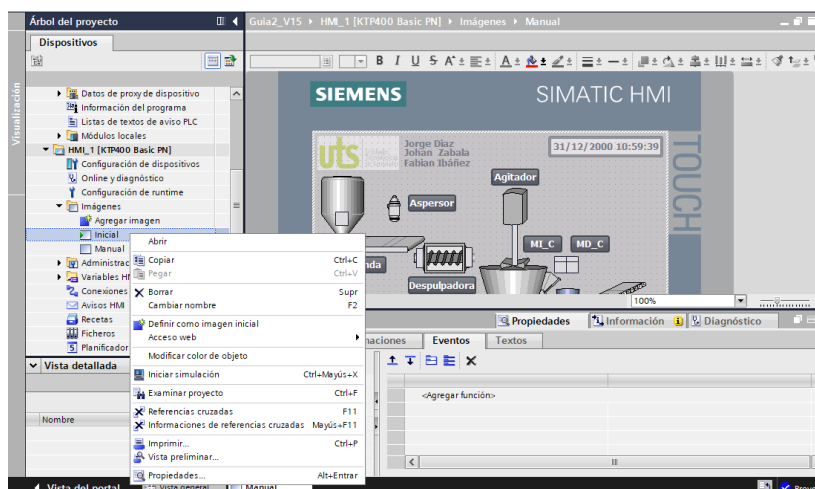 Árbol del proyecto
Guia2_V15 ▸ HMI_1 [KTP400 Basic PN] ▸ Imágenes ▸ Manual
Dispositivos
Visualización
B I U S A
Datos de proxy de dispositivo
Información del programa
Listas de textos de aviso PLC
Módulos locales
HMI_1 [KTP400 Basic PN]
Configuración de dispositivos
Online y diagnóstico
Configuración de runtime
Imágenes
Agregar imagen
Inicial
Manual
Administrac
Variables H
Conexiones
Avisos HMI
Recetas
Ficheros
Planificador
Vista detallada
Nombre
Abrir
Copiar Ctrl+C
Pegar Ctrl+V
Borrar Supr
Cambiar nombre F2
Definir como imagen inicial
Acceso web
Modificar color de objeto
Iniciar simulación Ctrl+Mayús+X
Examinar proyecto Ctrl+F
Referencias cruzadas F11
Informaciones de referencias cruzadas Mayús+F11
Imprimir... Ctrl+P
Vista preliminar...
Propiedades... Alt+Entrar
SIEMENS
SIMATIC HMI
TOUCH
uts
Jorge Diaz
Johan Zabala
Fabian Ibáñez
31/12/2000 10:59:39
Agitador
Aspersor
MI_C
MD_C
nda
Despulpadora
100%
Propiedades
Información
Diagnóstico
naciones
Eventos
Textos
<Agregar función>
Vista del portal
Vista general
Manual
Proye